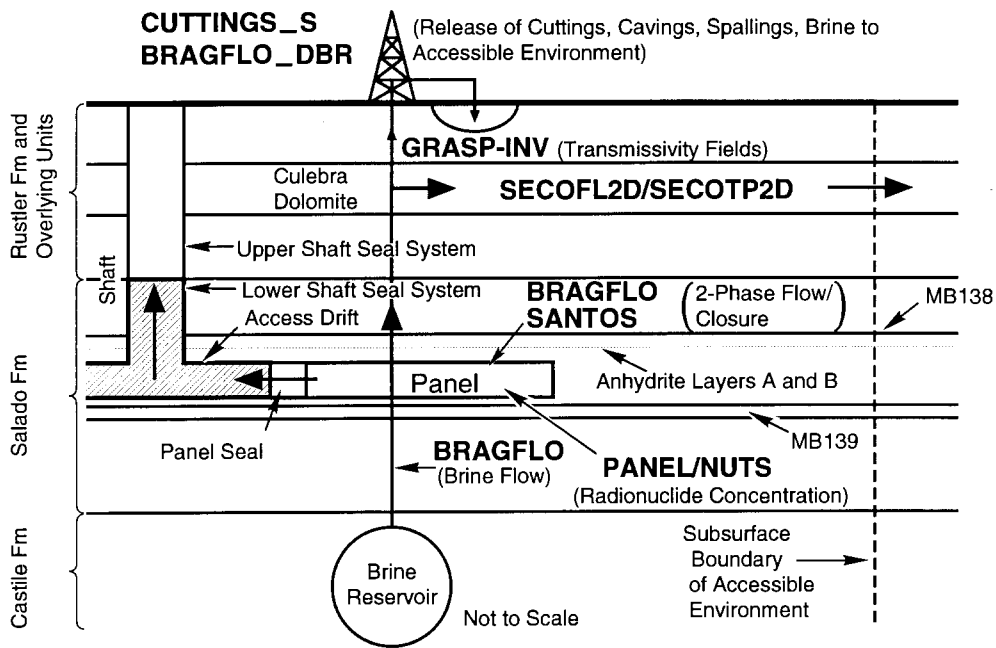 CUTTINGS_S
BRAGFLO_DBR
(Release of Cuttings, Cavings, Spallings, Brine to
Accessible Environment)
Rustler Fm and
Overlying Units
GRASP-INV (Transmissivity Fields)
Culebra
Dolomite
SECOFL2D/SECOTP2D
Upper Shaft Seal System
Shaft
Lower Shaft Seal System
Access Drift
BRAGFLO
SANTOS
(2-Phase Flow/
Closure)
MB138
Salado Fm
Panel
Anhydrite Layers A and B
Panel Seal
MB139
BRAGFLO
(Brine Flow)
PANEL/NUTS
(Radionuclide Concentration)
Castile Fm
Brine
Reservoir
Not to Scale
Subsurface
Boundary
of Accessible
Environment